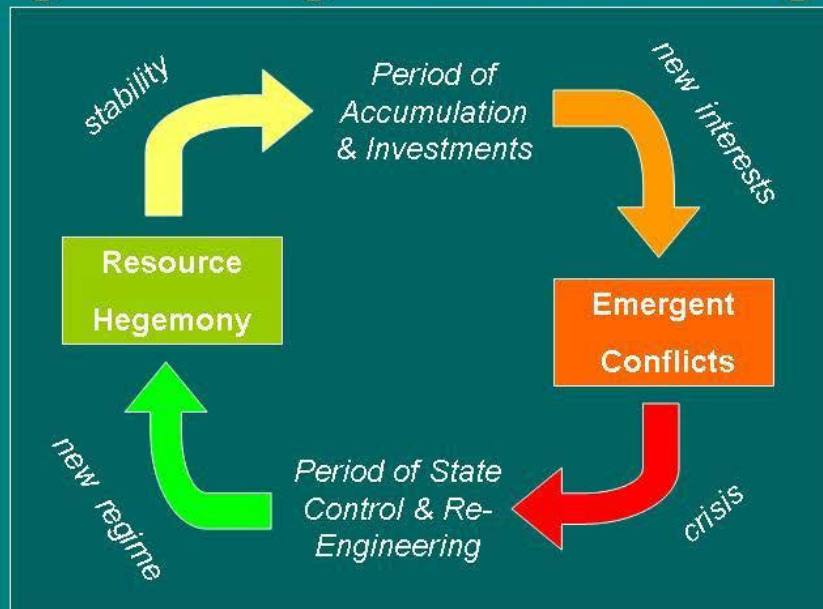 stability
Period of
Accumulation
& Investments
new interests
Resource
Hegemony
Emergent
Conflicts
new regime
Period of State
Control & Re-
Engineering
crisis